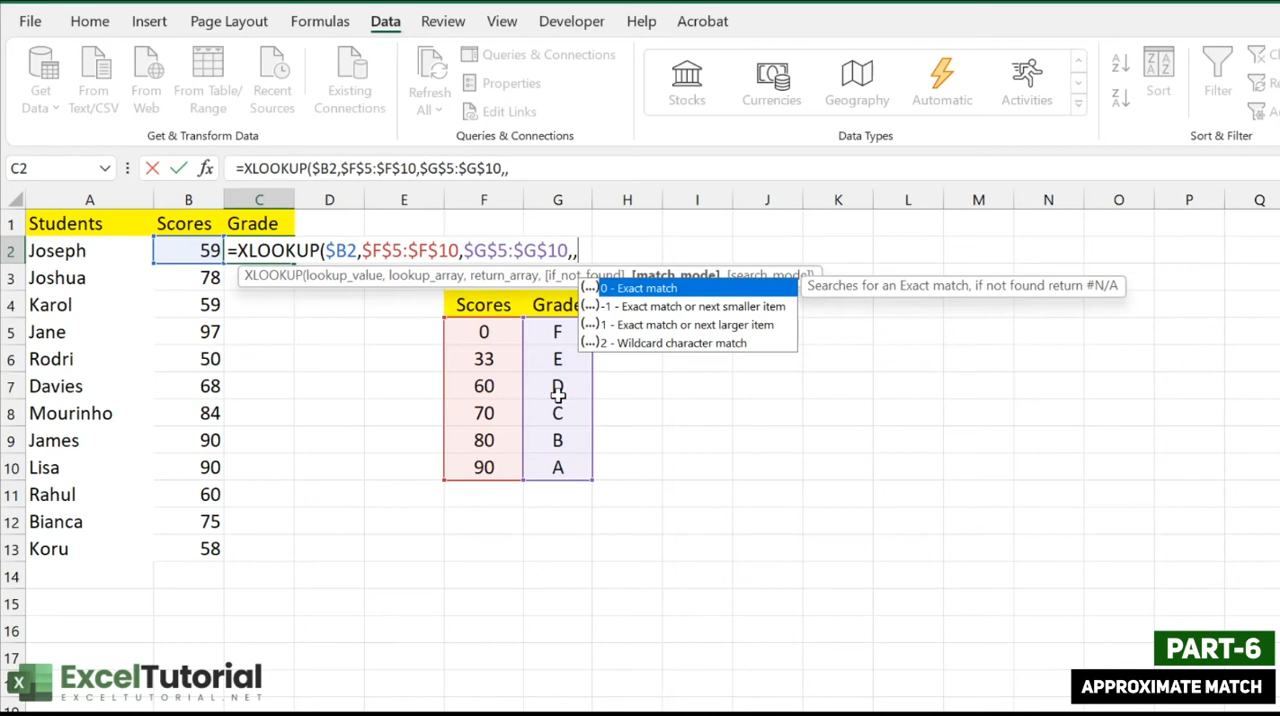 File Home Insert Page Layout Formulas Data Review View Developer Help Acrobat
Get Data From Text/CSV From Web From Table/ Range Recent Sources Existing Connections
Get & Transform Data
Refresh All Queries & Connections
Properties
Edit Links
Queries & Connections
Stocks Currencies Geography Automatic Activities
Data Types
Sort Filter
Sort & Filter
C2 fx =XLOOKUP($B2,$F$5:$F$10,$G$5:$G$10,,
A B C D E F G H I J K L M N O P Q
1 Students Scores Grade
2 Joseph 59 =XLOOKUP($B2,$F$5:$F$10,$G$5:$G$10,,
XLOOKUP(lookup_value, lookup_array, return_array, [if_not_found], [match_mode], [search_mode])
3 Joshua 78
(...) 0 - Exact match
Searches for an Exact match, if not found return #N/A
(...) -1 - Exact match or next smaller item
(...) 1 - Exact match or next larger item
(...) 2 - Wildcard character match
4 Karol 59 Scores Grade
5 Jane 97 0 F
6 Rodri 50 33 E
7 Davies 68 60 D
8 Mourinho 84 70 C
9 James 90 80 B
10 Lisa 90 90 A
11 Rahul 60
12 Bianca 75
13 Koru 58
14
15
16
17
ExcelTutorial
EXCELTUTORIAL.NET
PART-6
APPROXIMATE MATCH